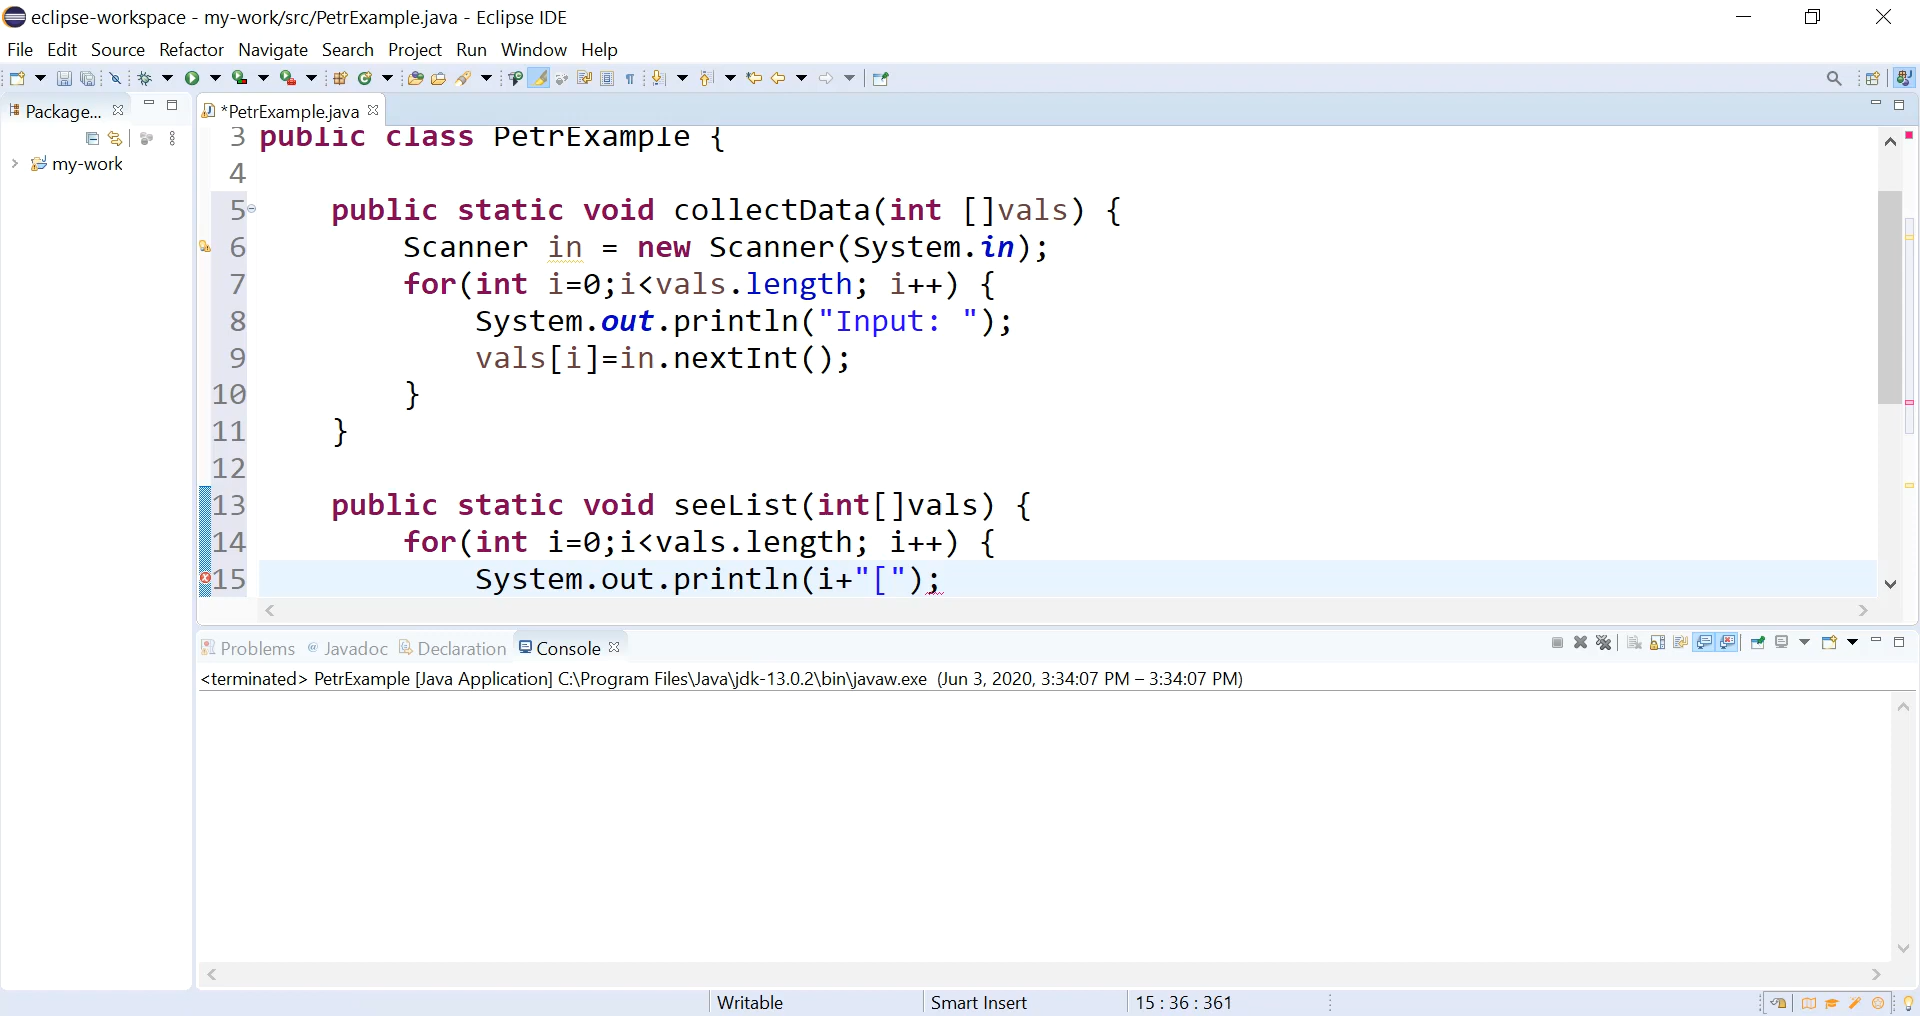 eclipse-workspace - my-work/src/PetrExample.java - Eclipse IDE
File Edit Source Refactor Navigate Search Project Run Window Help
Package...
*PetrExample.java
my-work
3 public class PetrExample {
4
5 public static void collectData(int []vals) {
6 Scanner in = new Scanner(System.in);
7 for(int i=0;i<vals.length; i++) {
8 System.out.println("Input: ");
9 vals[i]=in.nextInt();
10 }
11 }
12
13 public static void seeList(int[]vals) {
14 for(int i=0;i<vals.length; i++) {
15 System.out.println(i+"[");
Problems @ Javadoc Declaration Console
<terminated> PetrExample [Java Application] C:\Program Files\Java\jdk-13.0.2\bin\javaw.exe (Jun 3, 2020, 3:34:07 PM – 3:34:07 PM)
Writable Smart Insert 15 : 36 : 361